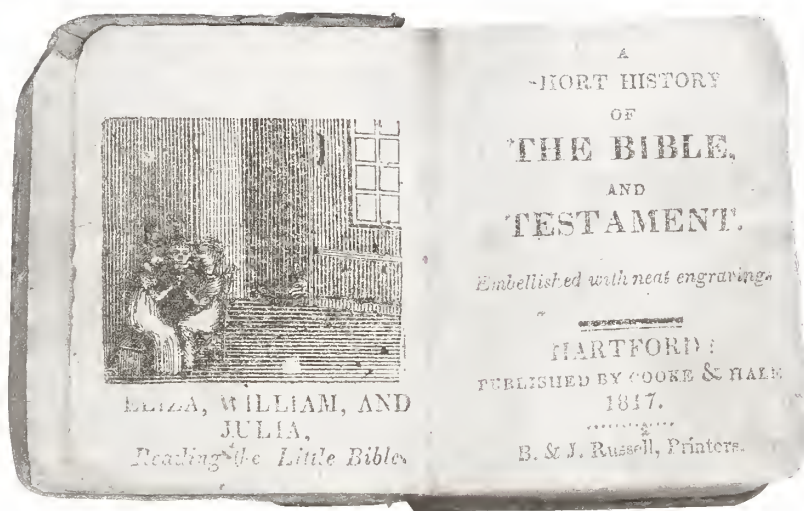 ELIZA, WILLIAM, AND
JULIA,
Reading the Little Bible.
A
SHORT HISTORY
OF
THE BIBLE,
AND
TESTAMENT.
Embellished with neat engravings
HARTFORD:
PUBLISHED BY COOKE & HALE
1817.
B. & J. Russell, Printers.